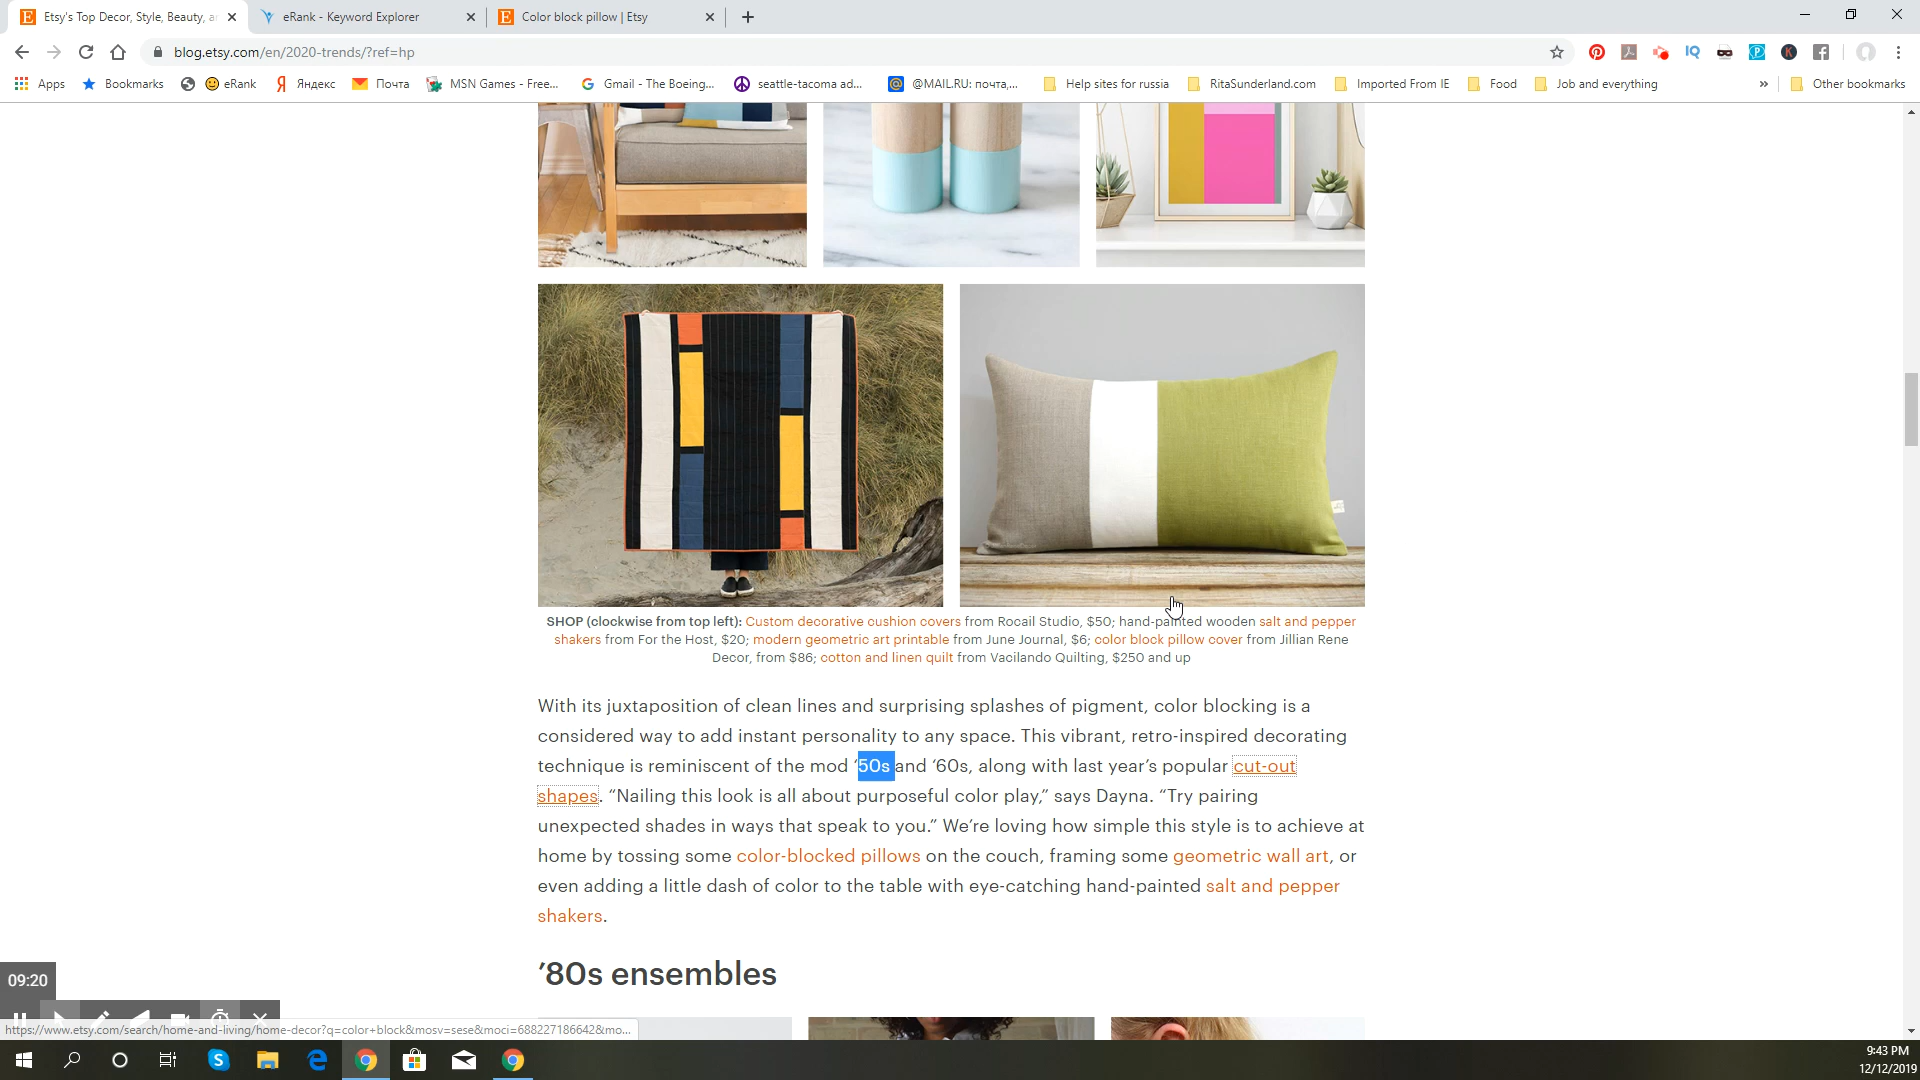 Etsy's Top Decor, Style, Beauty, a
eRank - Keyword Explorer
Color block pillow | Etsy
blog.etsy.com/en/2020-trends/?ref=hp
Apps
Bookmarks
eRank
Яндекс
Почта
MSN Games - Free...
Gmail - The Boeing...
seattle-tacoma ad...
@MAIL.RU: почта,...
Help sites for russia
RitaSunderland.com
Imported From IE
Food
Job and everything
Other bookmarks
SHOP (clockwise from top left): Custom decorative cushion covers from Rocail Studio, $50; hand-painted wooden salt and pepper
shakers from For the Host, $20; modern geometric art printable from June Journal, $6; color block pillow cover from Jillian Rene
Decor, from $86; cotton and linen quilt from Vacilando Quilting, $250 and up
With its juxtaposition of clean lines and surprising splashes of pigment, color blocking is a
considered way to add instant personality to any space. This vibrant, retro-inspired decorating
technique is reminiscent of the mod ‘50s and ‘60s, along with last year’s popular cut-out
shapes. “Nailing this look is all about purposeful color play,” says Dayna. “Try pairing
unexpected shades in ways that speak to you.” We’re loving how simple this style is to achieve at
home by tossing some color-blocked pillows on the couch, framing some geometric wall art, or
even adding a little dash of color to the table with eye-catching hand-painted salt and pepper
shakers.
’80s ensembles
09:20
https://www.etsy.com/search/home-and-living/home-decor?q=color+block&mosv=sese&moci=688227186642&mo...
9:43 PM
12/12/2019